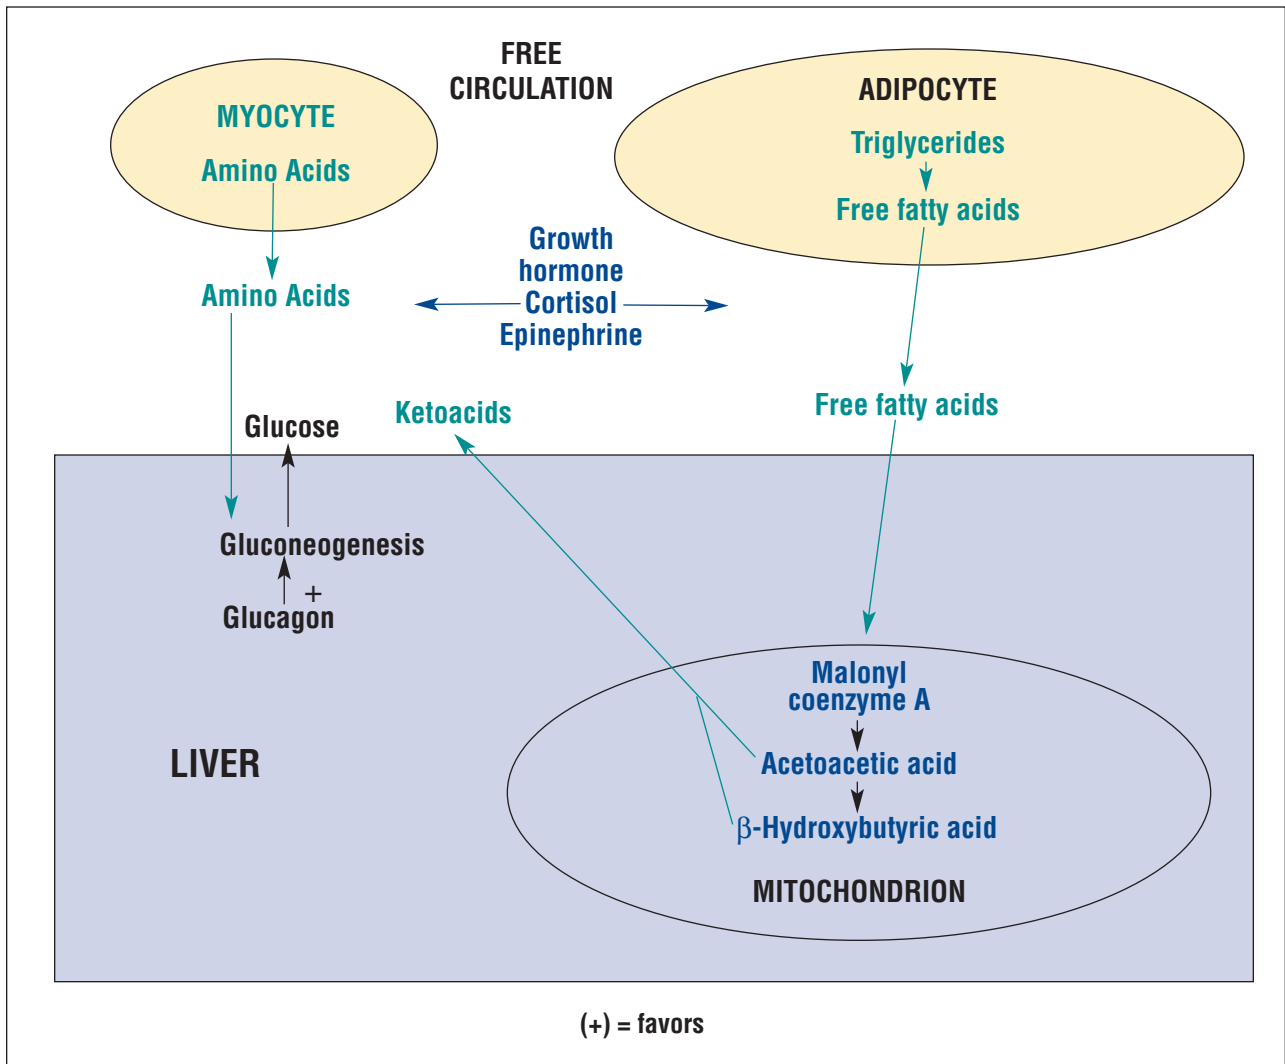 FREE
CIRCULATION
MYOCYTE
Amino Acids
ADIPOCYTE
Triglycerides
Free fatty acids
Growth
hormone
Cortisol
Epinephrine
Amino Acids
Free fatty acids
Ketoacids
Glucose
Gluconeogenesis
+
Glucagon
LIVER
Malonyl
coenzyme A
Acetoacetic acid
β-Hydroxybutyric acid
MITOCHONDRION
(+) = favors